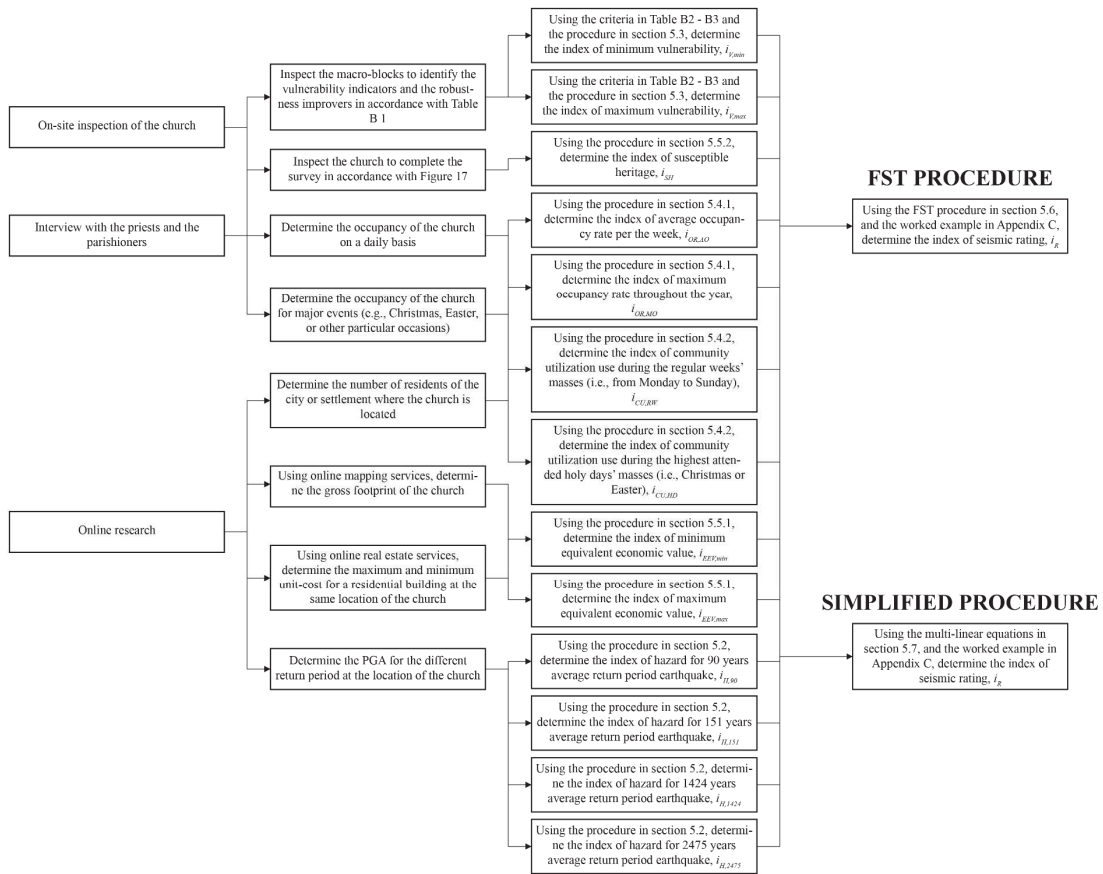 On-site inspection of the church
Interview with the priests and the
parishioners
Online research
Inspect the macro-blocks to identify the
vulnerability indicators and the robust-
ness improvers in accordance with Table
B 1
Inspect the church to complete the
survey in accordance with Figure 17
Determine the occupancy of the church
on a daily basis
Determine the occupancy of the church
for major events (e.g., Christmas, Easter,
or other particular occasions)
Determine the number of residents of the
city or settlement where the church is
located
Using online mapping services, determi-
ne the gross footprint of the church
Using online real estate services,
determine the maximum and minimum
unit-cost for a residential building at the
same location of the church
Determine the PGA for the different
return period at the location of the church
Using the criteria in Table B2 - B3 and
the procedure in section 5.3, determine
the index of minimum vulnerability, i_V,min
Using the criteria in Table B2 - B3 and
the procedure in section 5.3, determine
the index of maximum vulnerability,
i_V,max
Using the procedure in section 5.5.2,
determine the index of susceptible
heritage, i_SH
Using the procedure in section 5.4.1,
determine the index of average occupan-
cy rate per the week, i_OR,AO
Using the procedure in section 5.4.1,
determine the index of maximum
occupancy rate throughout the year,
i_OR,MO
Using the procedure in section 5.4.2,
determine the index of community
utilization use during the regular weeks'
masses (i.e., from Monday to Sunday),
i_CU,RW
Using the procedure in section 5.4.2,
determine the index of community
utilization use during the highest atten-
ded holy days' masses (i.e., Christmas or
Easter), i_CU,HD
Using the procedure in section 5.5.1,
determine the index of minimum
equivalent economic value, i_EEV,min
Using the procedure in section 5.5.1,
determine the index of maximum
equivalent economic value, i_EEV,max
Using the procedure in section 5.2,
determine the index of hazard for 90 years
average return period earthquake, i_H,90
Using the procedure in section 5.2,
determine the index of hazard for 151 years
average return period earthquake, i_H,151
Using the procedure in section 5.2, determi-
ne the index of hazard for 1424 years
average return period earthquake, i_H,1424
Using the procedure in section 5.2, determi-
ne the index of hazard for 2475 years
average return period earthquake, i_H,2475
FST PROCEDURE
Using the FST procedure in section 5.6,
and the worked example in Appendix C,
determine the index of seismic rating, i_R
SIMPLIFIED PROCEDURE
Using the multi-linear equations in
section 5.7, and the worked example in
Appendix C, determine the index of
seismic rating, i_R